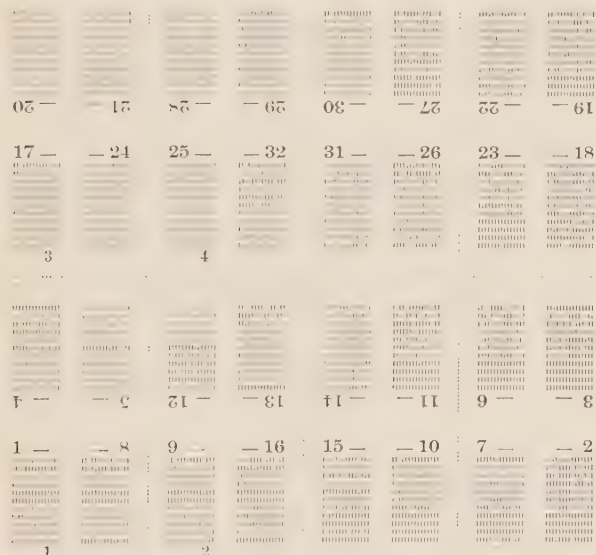 20 — — 21 28 — — 29 30 — — 27 22 — — 19
17 — — 24 25 — — 32 31 — — 26 23 — — 18
3 4
4 — — 5 12 — — 13 14 — — 11 6 — — 3
1 — — 8 9 — — 16 15 — — 10 7 — — 2
1 2